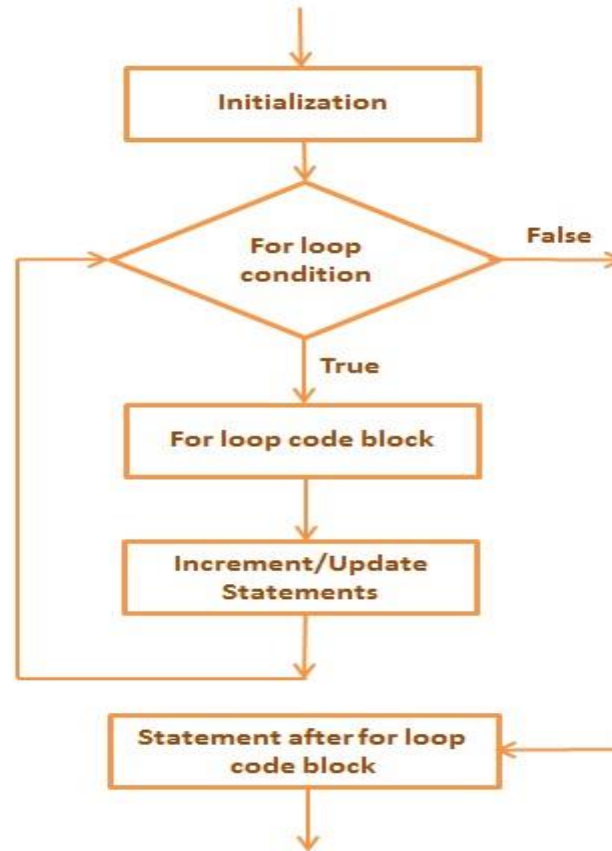 Initialization
For loop
condition
False
True
For loop code block
Increment/Update
Statements
Statement after for loop
code block